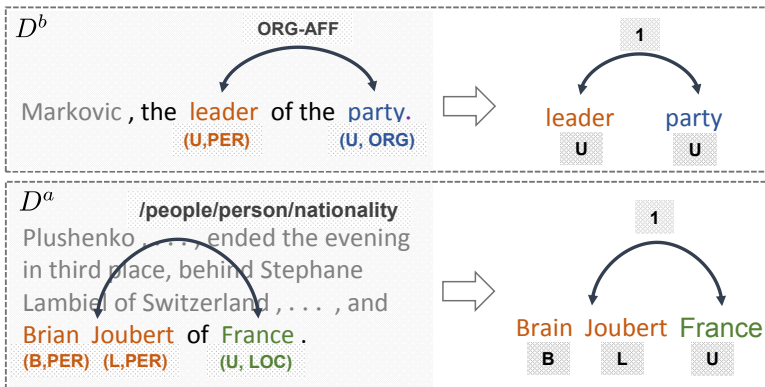 D^b
ORG-AFF
1
Markovic , the leader of the party.
leader party
(U,PER) (U, ORG)
U U
D^a
/people/person/nationality
1
Plushenko , . . . . , ended the evening
in third place, behind Stephane
Lambiel of Switzerland , . . . , and
Brian Joubert of France .
Brain Joubert France
(B,PER) (L,PER) (U, LOC)
B L U